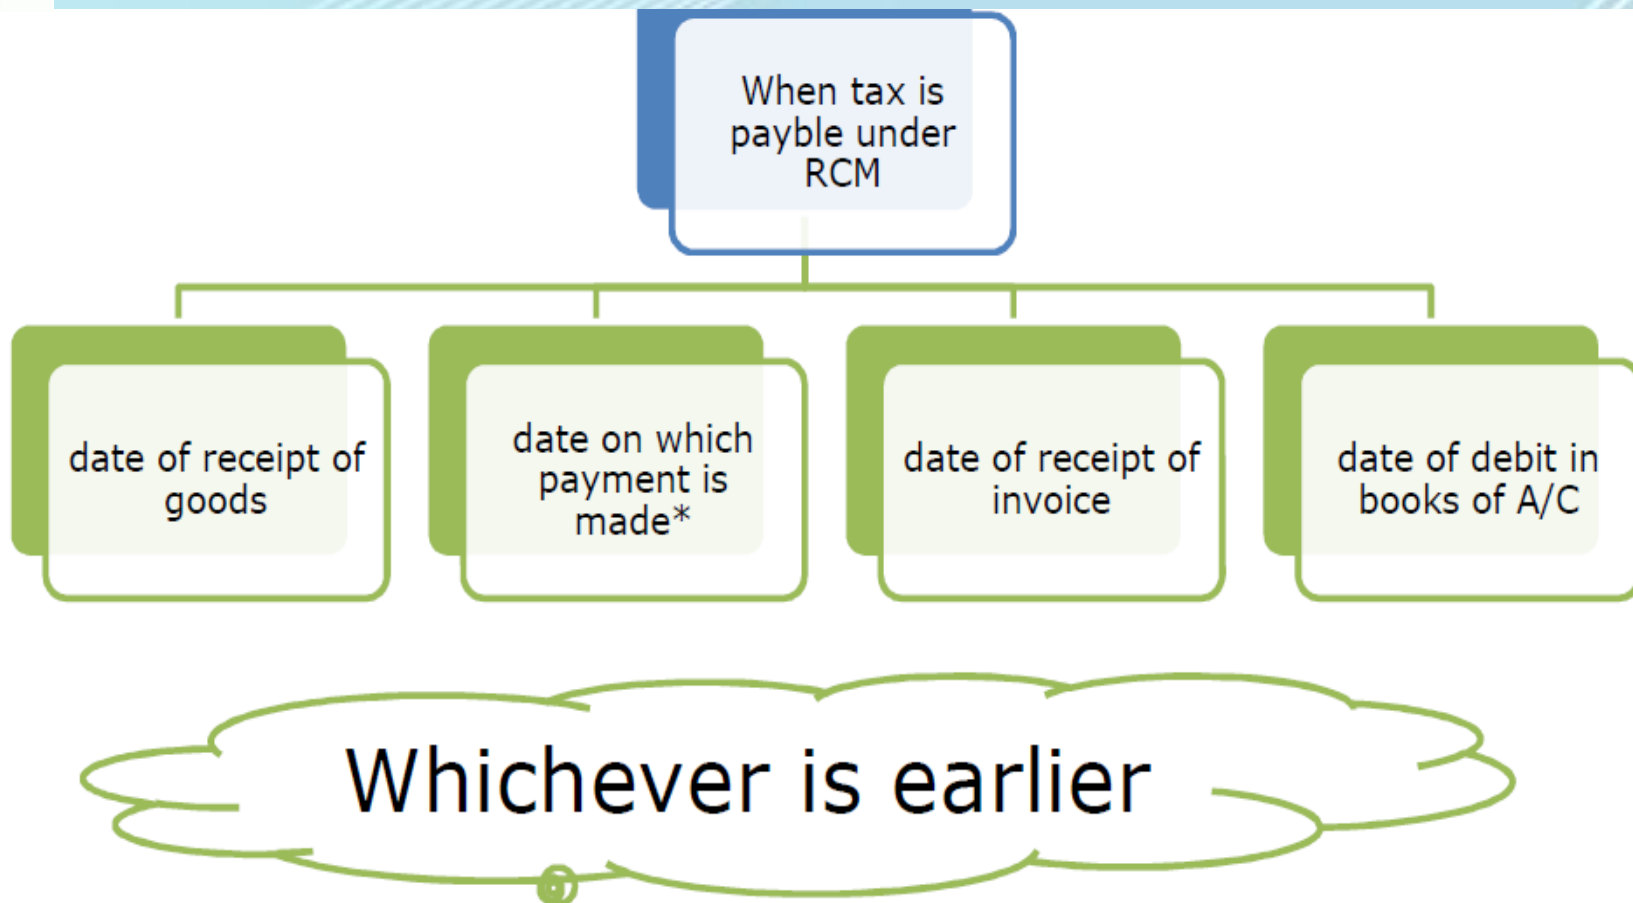 When tax is
payble under
RCM
date of receipt of
goods
date on which
payment is
made*
date of receipt of
invoice
date of debit in
books of A/C
Whichever is earlier